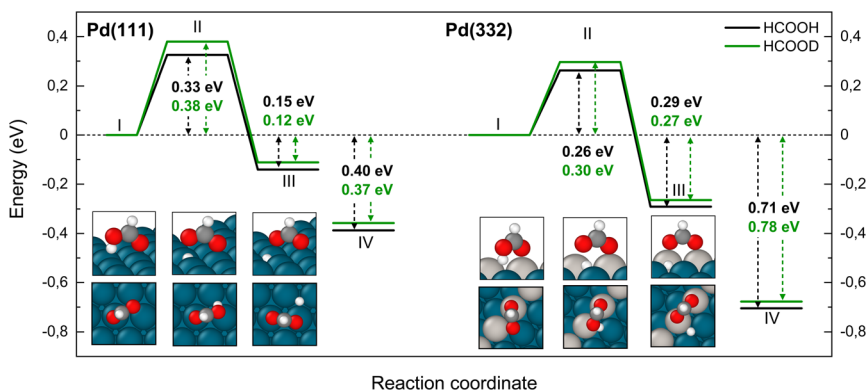 Pd(111)
II
0.33 eV
0.38 eV
0.15 eV
0.12 eV
I
III
0.40 eV
0.37 eV
IV
Pd(332)
II
HCOOH
HCOOD
0.29 eV
0.27 eV
I
0.26 eV
0.30 eV
III
0.71 eV
0.78 eV
IV
0,4
0,2
0
-0,2
-0,4
-0,6
-0,8
Energy (eV)
0,4
0,2
0
-0,2
-0,4
-0,6
-0,8
Reaction coordinate